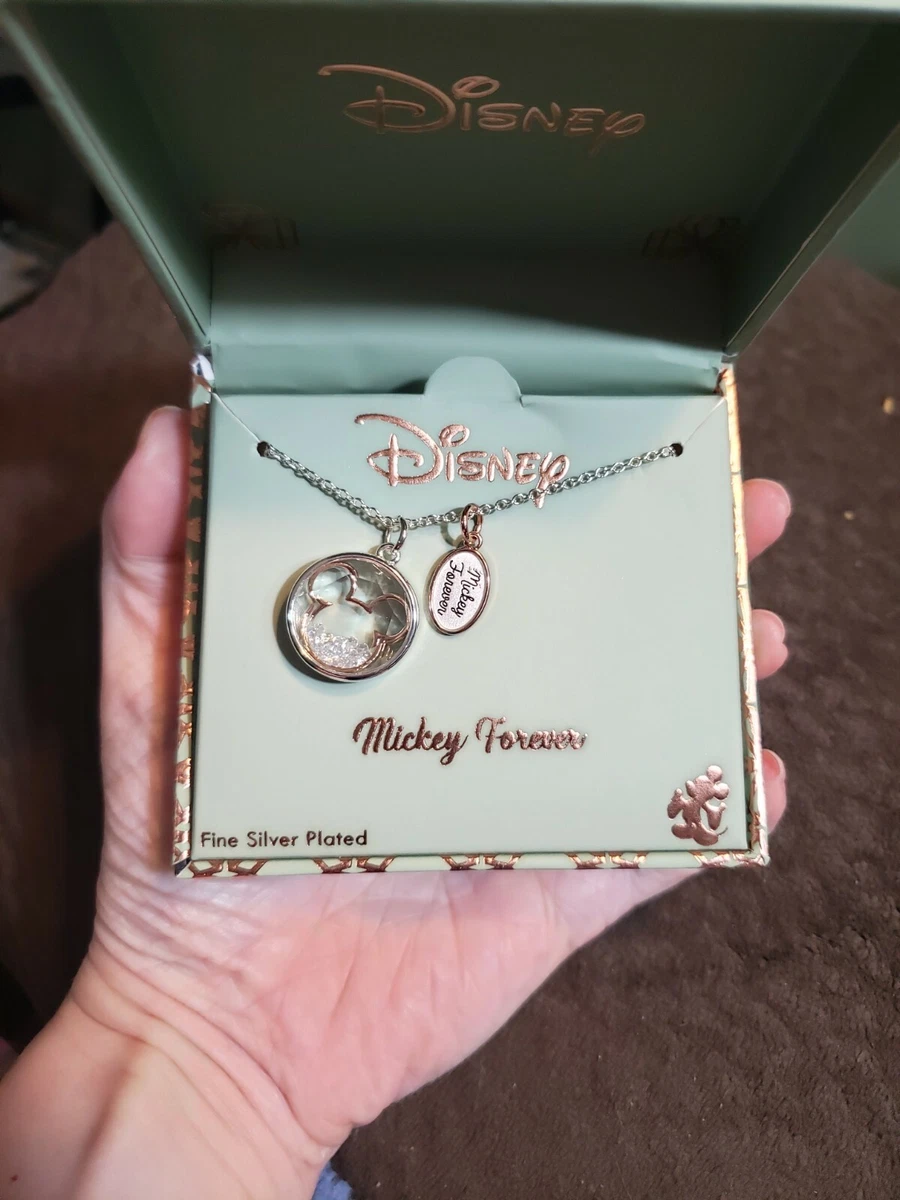 Disney
Disney
Mickey
Forever
Mickey Forever
Fine Silver Plated